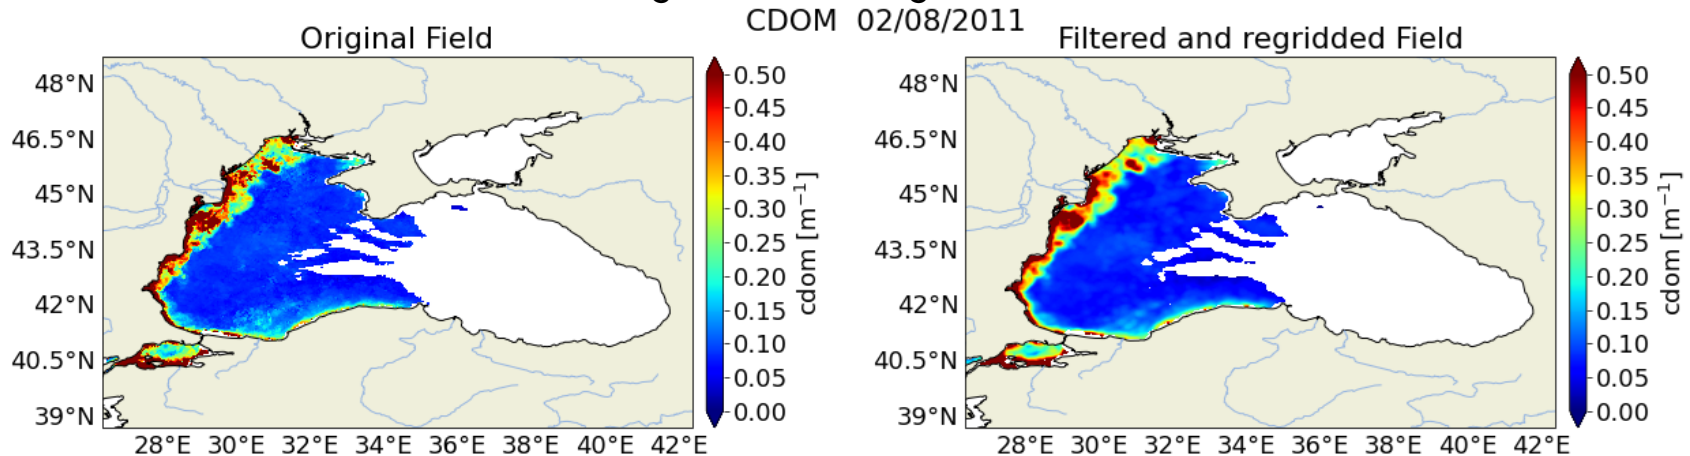 CDOM 02/08/2011
Original Field
48°N
46.5°N
45°N
43.5°N
42°N
40.5°N
39°N
28°E 30°E 32°E 34°E 36°E 38°E 40°E 42°E
0.50
0.45
0.40
0.35
0.30
0.25
0.20
0.15
0.10
0.05
0.00
cdom [m⁻¹]
Filtered and regridded Field
48°N
46.5°N
45°N
43.5°N
42°N
40.5°N
39°N
28°E 30°E 32°E 34°E 36°E 38°E 40°E 42°E
0.50
0.45
0.40
0.35
0.30
0.25
0.20
0.15
0.10
0.05
0.00
cdom [m⁻¹]